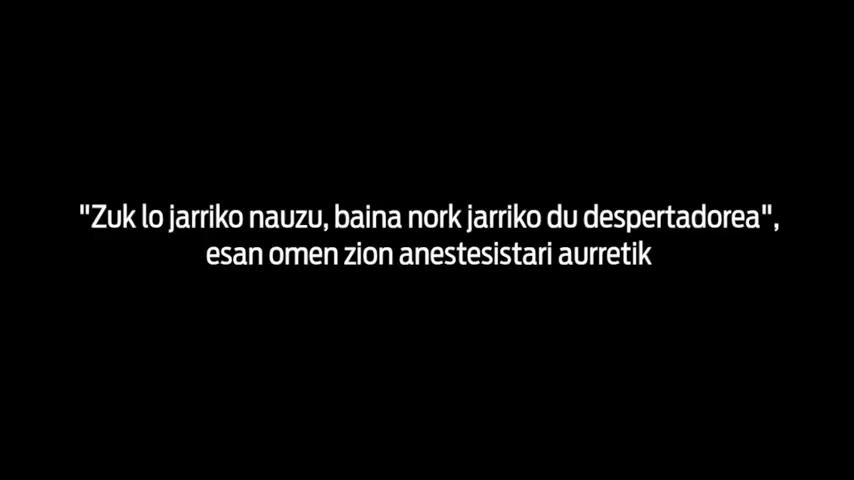 "Zuk lo jarriko nauzu, baina nork jarriko du despertadorea",
esan omen zion anestesistari aurretik